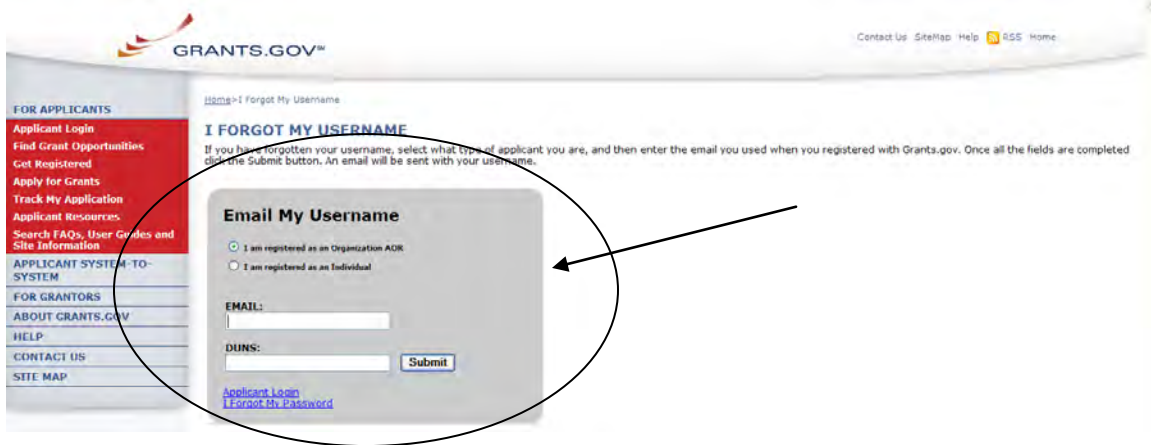 GRANTS.GOV℠
Contact Us SiteMap Help RSS Home
FOR APPLICANTS
Applicant Login
Find Grant Opportunities
Get Registered
Apply for Grants
Track My Application
Applicant Resources
Search FAQs, User Guides and
Site Information
APPLICANT SYSTEM-TO-
SYSTEM
FOR GRANTORS
ABOUT GRANTS.GOV
HELP
CONTACT US
SITE MAP
Home>I Forgot My Username
I FORGOT MY USERNAME
If you have forgotten your username, select what type of applicant you are, and then enter the email you used when you registered with Grants.gov. Once all the fields are completed
click the Submit button. An email will be sent with your username.
Email My Username
I am registered as an Organization AOR
I am registered as an Individual
EMAIL:
DUNS:
Submit
Applicant Login
I Forgot My Password